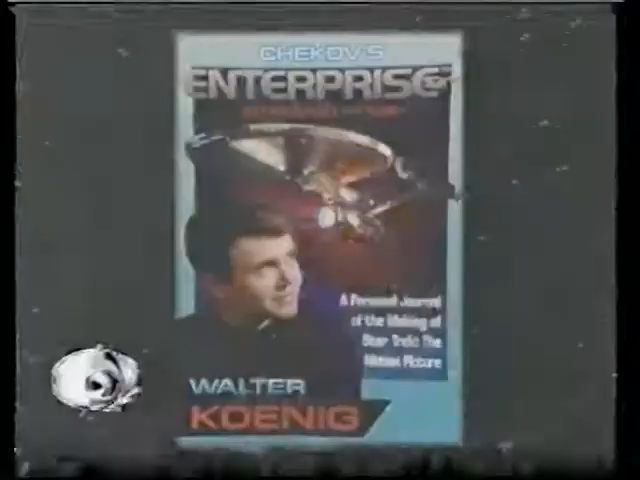 CHEKOV'S
ENTERPRISE
A Personal Journal
of the Making of
Star Trek: The
Motion Picture
WALTER
KOENIG